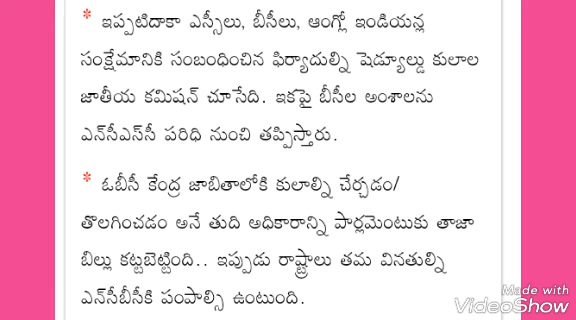 * ఇప్పటిదాకా ఎస్సీలు, బీసీలు, ఆంగ్లో ఇండియన్ల
సంక్షేమానికి సంబంధించిన ఫిర్యాదుల్ని షెడ్యూల్డు కులాల
జాతీయ కమిషన్ చూసేది. ఇకపై బీసీల అంశాలను
ఎన్‌సీఎస్‌సీ పరిధి నుంచి తప్పిస్తారు.
* ఓబీసీ కేంద్ర జాబితాలోకి కులాల్ని చేర్చడం/
తొలగించడం అనే తుది అధికారాన్ని పార్లమెంటుకు తాజా
బిల్లు కట్టబెట్టింది.. ఇప్పుడు రాష్ట్రాలు తమ వినతుల్ని
ఎన్‌సీబీసీకి పంపాల్సి ఉంటుంది.
Made with
VideoShow